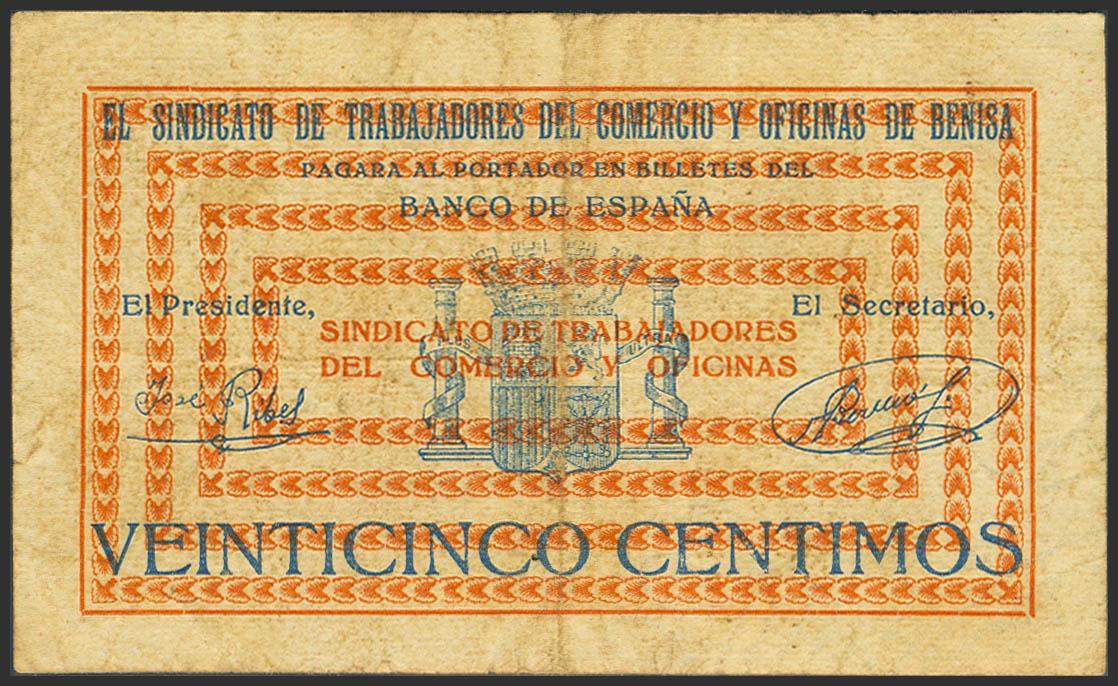 EL SINDICATO DE TRABAJADORES DEL COMERCIO Y OFICINAS DE BENISA
PAGARA AL PORTADOR EN BILLETES DEL
BANCO DE ESPAÑA
El Presidente,
El Secretario,
SINDICATO DE TRABAJADORES
DEL COMERCIO Y OFICINAS
José Ribes
VEINTICINCO CENTIMOS